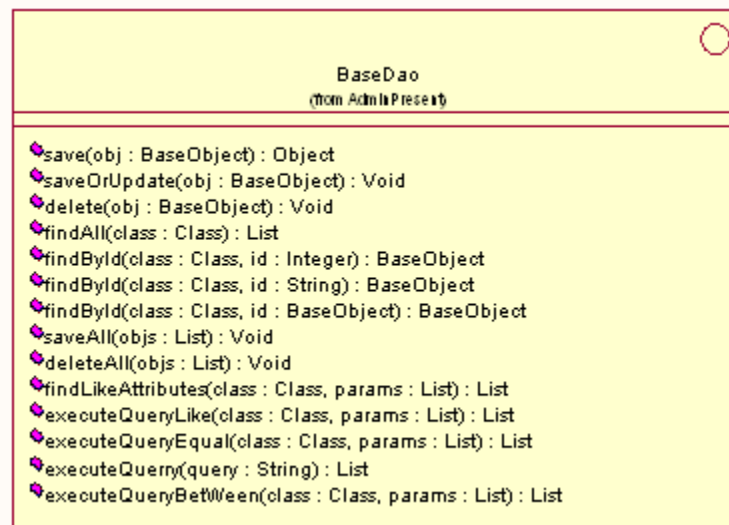 BaseDao
(from AdminPresent)
save(obj : BaseObject) : Object
saveOrUpdate(obj : BaseObject) : Void
delete(obj : BaseObject) : Void
findAll(class : Class) : List
findById(class : Class, id : Integer) : BaseObject
findById(class : Class, id : String) : BaseObject
findById(class : Class, id : BaseObject) : BaseObject
saveAll(objs : List) : Void
deleteAll(objs : List) : Void
findLikeAttributes(class : Class, params : List) : List
executeQueryLike(class : Class, params : List) : List
executeQueryEqual(class : Class, params : List) : List
executeQuerry(query : String) : List
executeQueryBetWeen(class : Class, params : List) : List